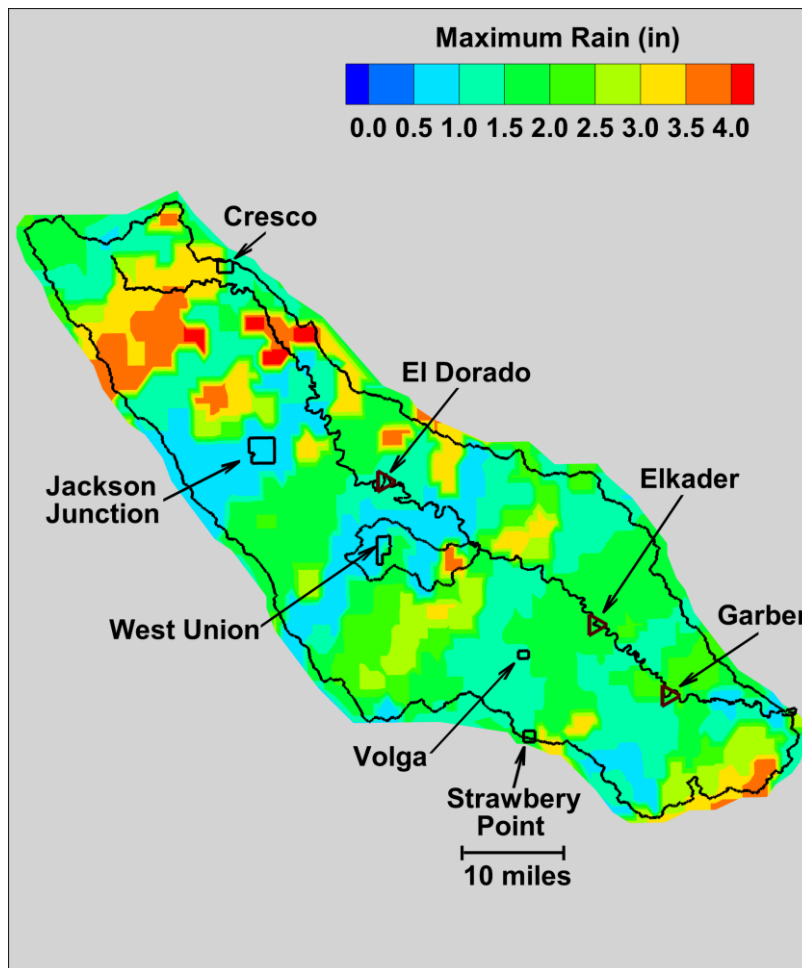 Maximum Rain (in)
0.0 0.5 1.0 1.5 2.0 2.5 3.0 3.5 4.0
Cresco
El Dorado
Elkader
Jackson
Junction
Garber
West Union
Volga
Strawbery
Point
10 miles